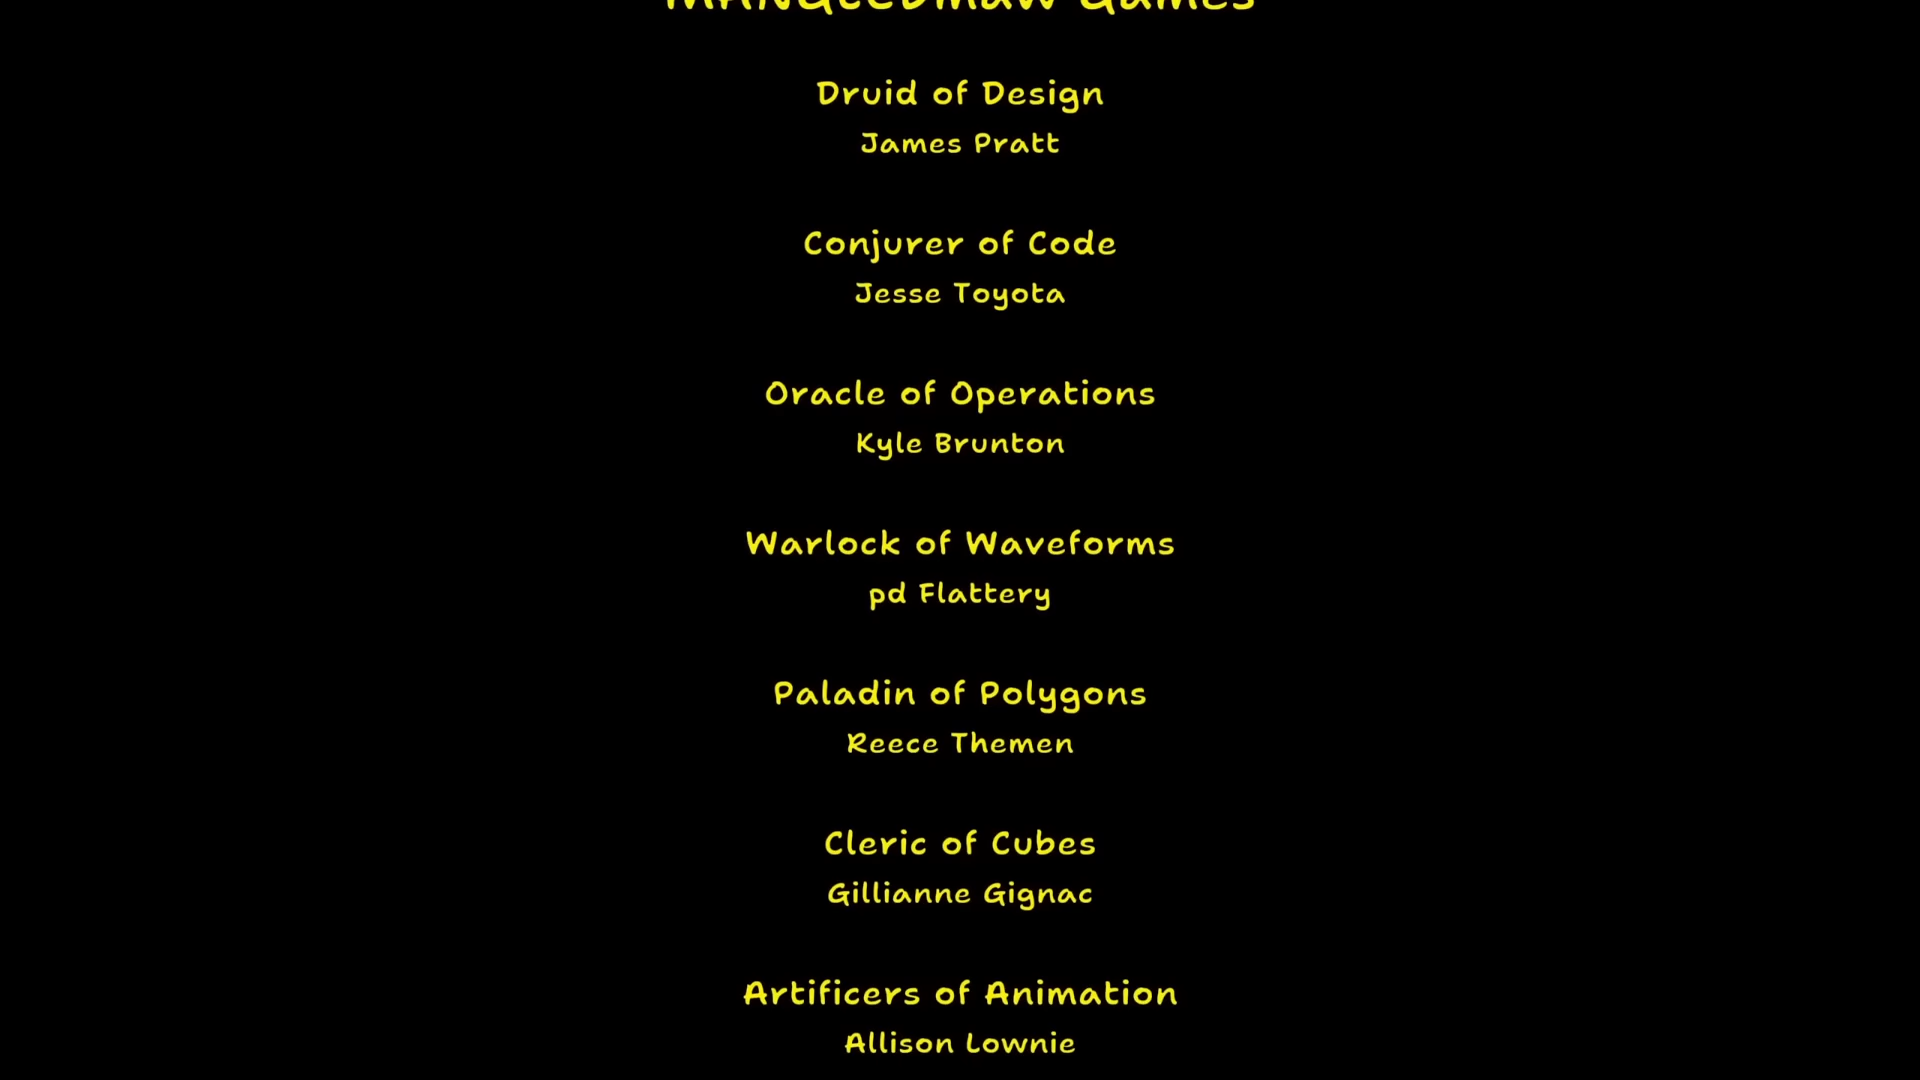 Games
Druid of Design
James Pratt
Conjurer of Code
Jesse Toyota
Oracle of Operations
Kyle Brunton
Warlock of Waveforms
pd Flattery
Paladin of Polygons
Reece Themen
Cleric of Cubes
Gillianne Gignac
Artificers of Animation
Allison Lownie